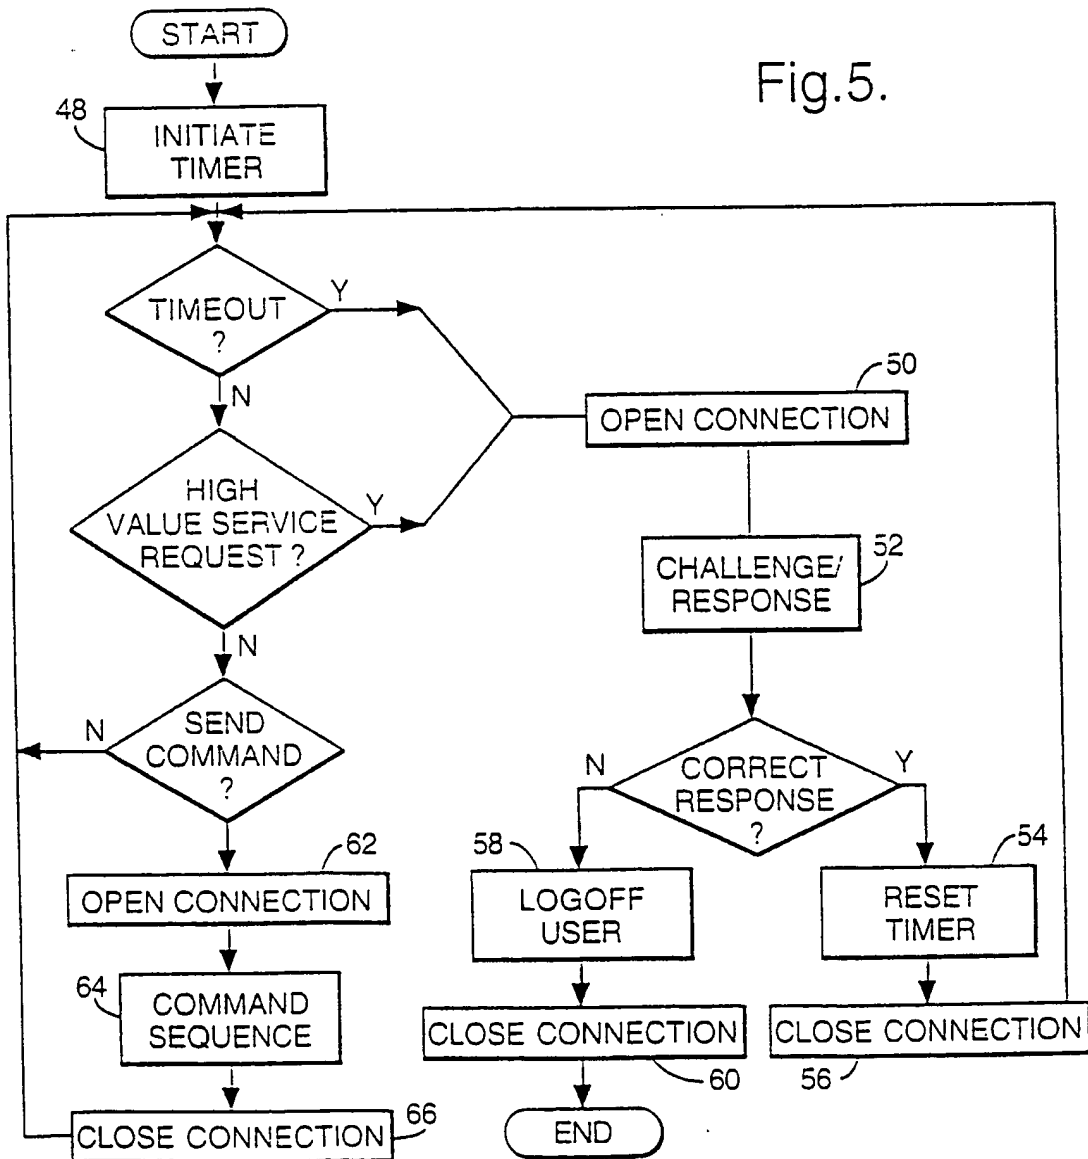 START
Fig.5.
48
INITIATE
TIMER
TIMEOUT
?
Y
N
50
OPEN CONNECTION
HIGH
VALUE SERVICE
REQUEST ?
Y
N
52
CHALLENGE/
RESPONSE
N
SEND
COMMAND
?
N
CORRECT
RESPONSE
?
Y
62
OPEN CONNECTION
58
LOGOFF
USER
54
RESET
TIMER
64
COMMAND
SEQUENCE
CLOSE CONNECTION
60
CLOSE CONNECTION
56
66
CLOSE CONNECTION
END